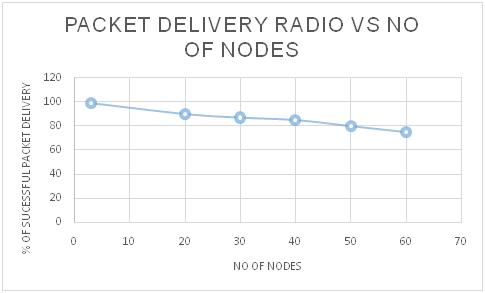 PACKET DELIVERY RADIO VS NO
OF NODES
% OF SUCESSFUL PACKET DELIVERY
120
100
80
60
40
20
0
0 10 20 30 40 50 60 70
NO OF NODES